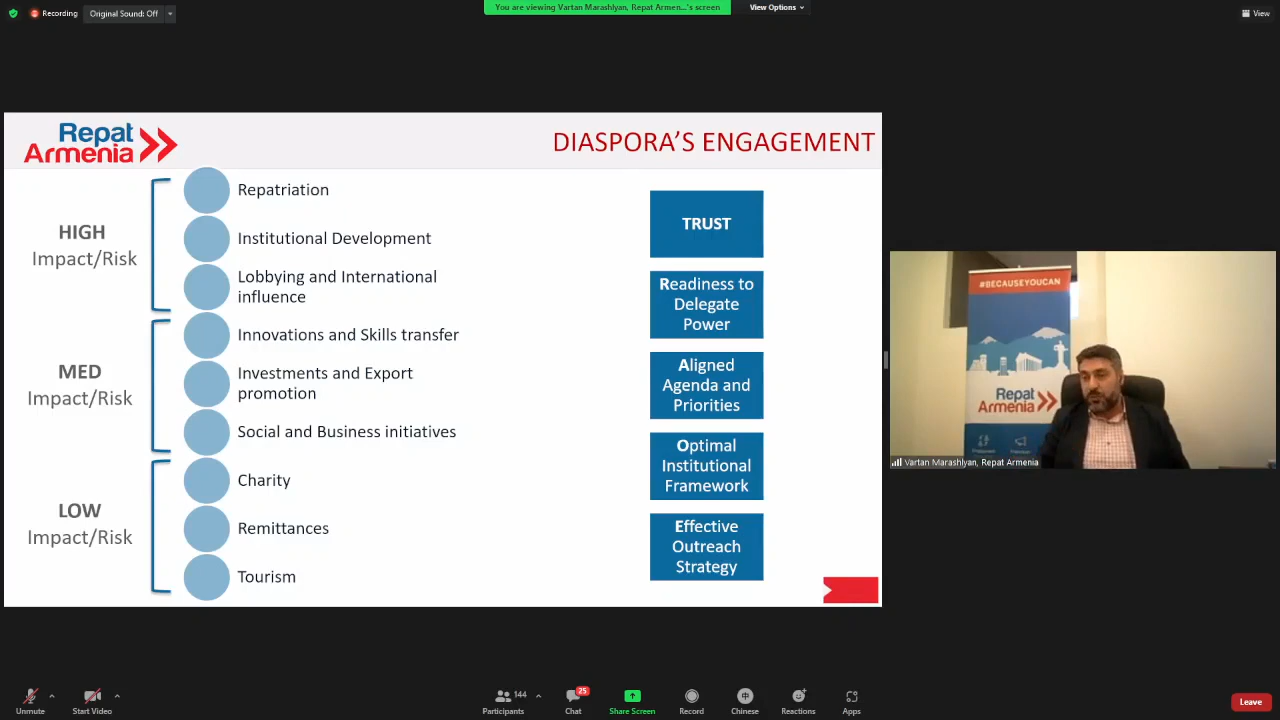 Recording
Original Sound: Off
You are viewing Vartan Marashlyan, Repat Armen...'s screen
View Options
View
Repat
Armenia
DIASPORA'S ENGAGEMENT
HIGH
Impact/Risk
Repatriation
Institutional Development
Lobbying and International
influence
MED
Impact/Risk
Innovations and Skills transfer
Investments and Export
promotion
Social and Business initiatives
LOW
Impact/Risk
Charity
Remittances
Tourism
TRUST
Readiness to
Delegate
Power
Aligned
Agenda and
Priorities
Optimal
Institutional
Framework
Effective
Outreach
Strategy
#BECAUSEYOUCAN
Repat
Armenia
Vartan Marashlyan, Repat Armenia
Unmute
Start Video
144
Participants
25
Chat
Share Screen
Record
中
Chinese
Reactions
Apps
Leave